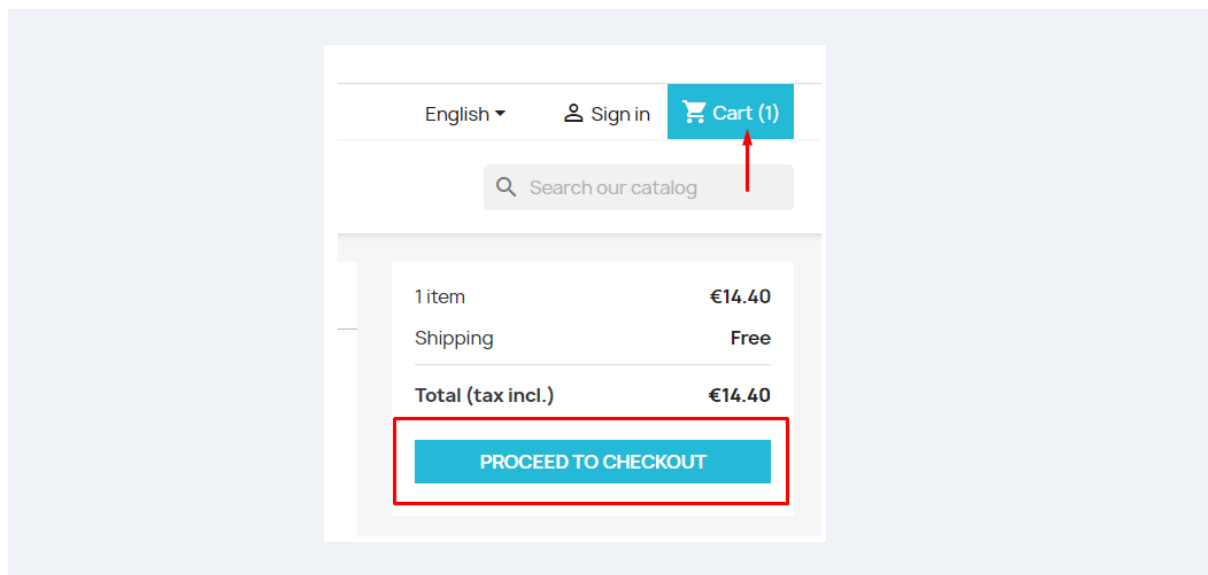 English Sign in Cart (1)
Search our catalog
1 item €14.40
Shipping Free
Total (tax incl.) €14.40
PROCEED TO CHECKOUT